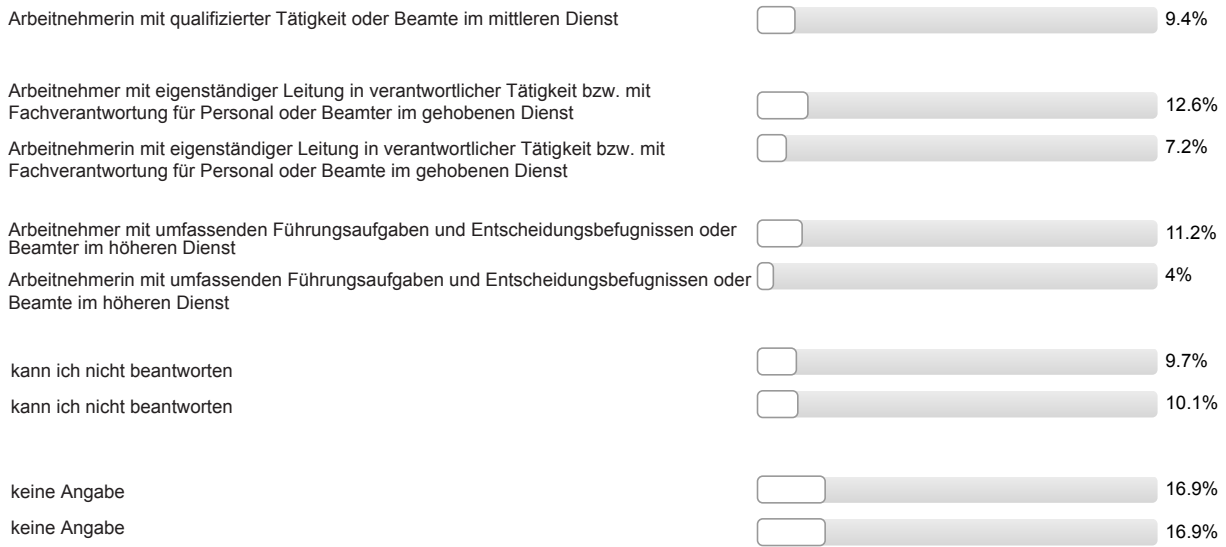 Arbeitnehmerin mit qualifizierter Tätigkeit oder Beamte im mittleren Dienst 9.4%
Arbeitnehmer mit eigenständiger Leitung in verantwortlicher Tätigkeit bzw. mit
Fachverantwortung für Personal oder Beamter im gehobenen Dienst 12.6%
Arbeitnehmerin mit eigenständiger Leitung in verantwortlicher Tätigkeit bzw. mit 7.2%
Fachverantwortung für Personal oder Beamte im gehobenen Dienst
Arbeitnehmer mit umfassenden Führungsaufgaben und Entscheidungsbefugnissen oder 11.2%
Beamter im höheren Dienst
Arbeitnehmerin mit umfassenden Führungsaufgaben und Entscheidungsbefugnissen oder 4%
Beamte im höheren Dienst
kann ich nicht beantworten 9.7%
kann ich nicht beantworten 10.1%
keine Angabe 16.9%
keine Angabe 16.9%